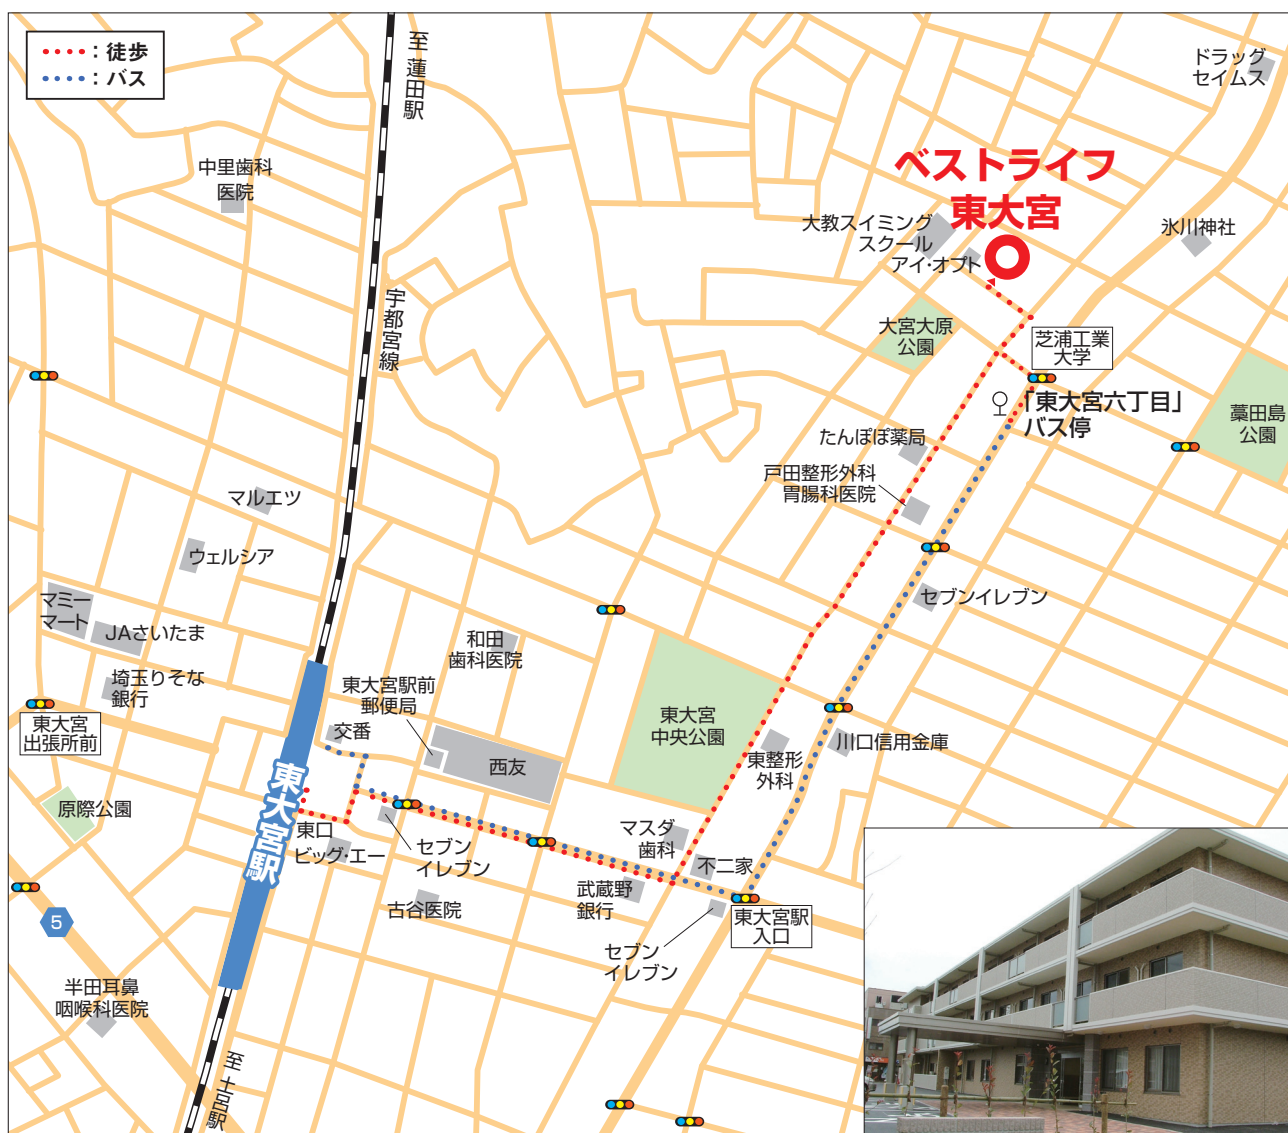 ：徒歩
：バス
至 蓮田駅
ドラッグ
セイムス
中里歯科
医院
ベストライフ
東大宮
大教スイミング
スクール
アイ・オプト
氷川神社
宇都宮線
大宮大原
公園
芝浦工業
大学
「東大宮六丁目」
バス停
藁田島
公園
たんぽぽ薬局
戸田整形外科
胃腸科医院
マルエツ
ウェルシア
セブンイレブン
マミー
マート
JAさいたま
和田
歯科医院
埼玉りそな
銀行
東大宮駅前
郵便局
東大宮
出張所前
交番
東大宮
中央公園
西友
東整形
外科
川口信用金庫
東大宮駅
原際公園
東口
ビッグ・エー
セブン
イレブン
マスダ
歯科
不二家
武蔵野
銀行
古谷医院
東大宮駅
入口
セブン
イレブン
5
半田耳鼻
咽喉科医院
至 土呂駅